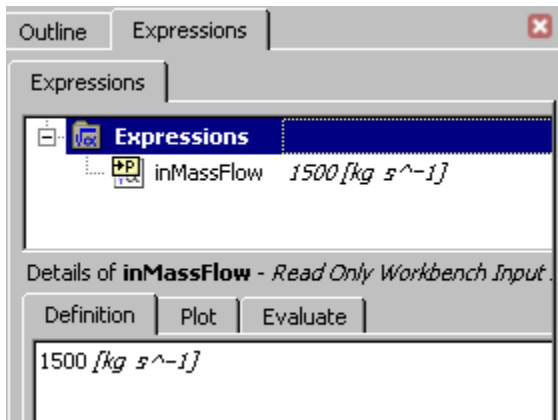 Outline Expressions
Expressions
Expressions
inMassFlow 1500 [kg s^-1]
Details of inMassFlow - Read Only Workbench Input
Definition Plot Evaluate
1500 [kg s^-1]